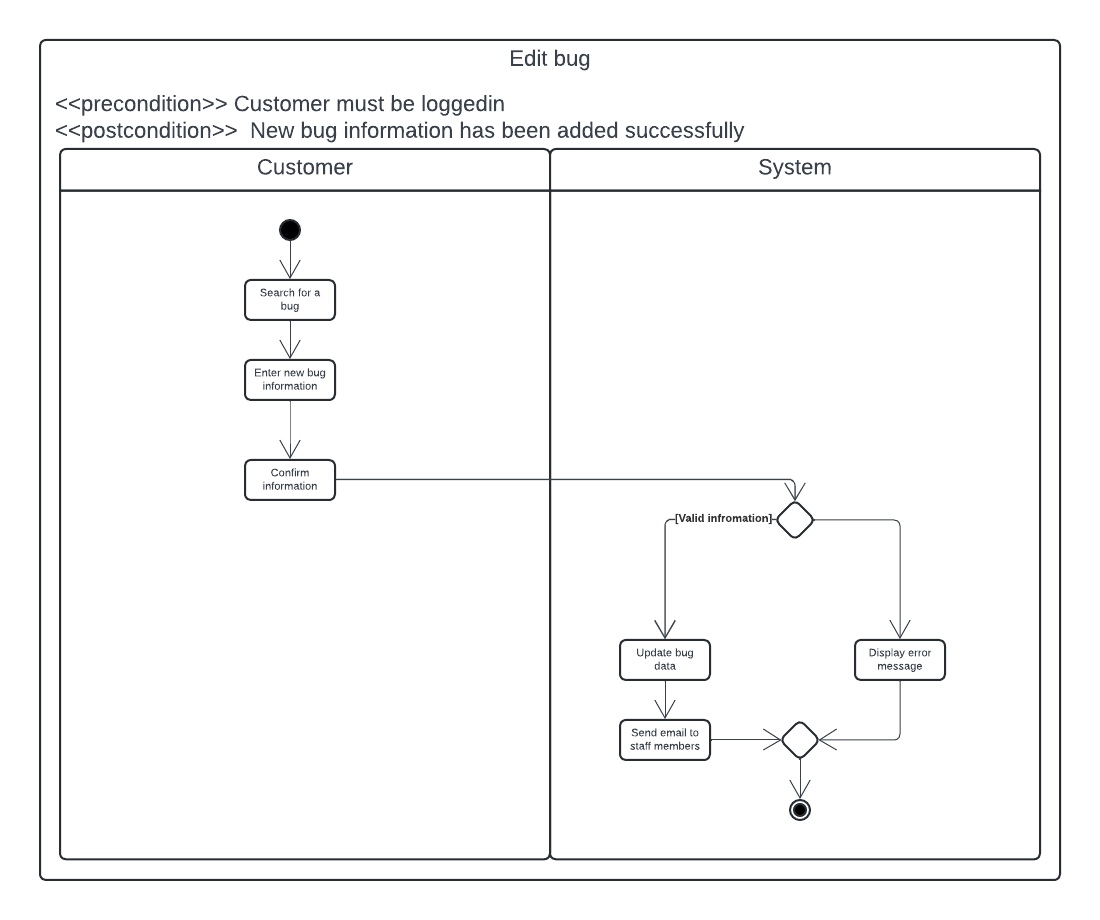 Edit bug
<<precondition>> Customer must be loggedin
<<postcondition>>  New bug information has been added successfully
Customer
System
Search for a
bug
Enter new bug
information
Confirm
information
[Valid infromation]
Update bug
data
Display error
message
Send email to
staff members